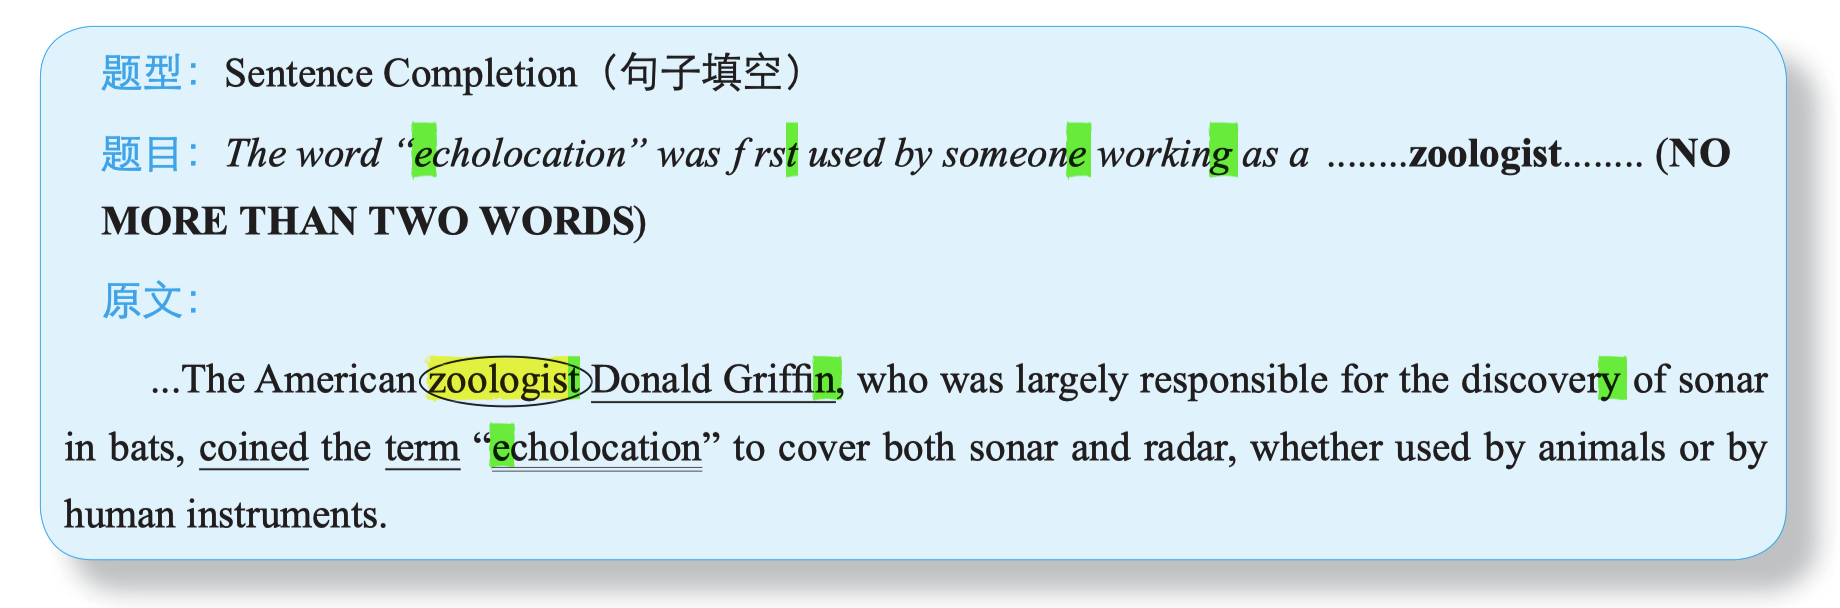 题型：Sentence Completion（句子填空）
题目：The word “echolocation” was f rst used by someone working as a ........zoologist........ (NO
MORE THAN TWO WORDS)
原文：
...The American zoologist Donald Griffin, who was largely responsible for the discovery of sonar
in bats, coined the term “echolocation” to cover both sonar and radar, whether used by animals or by
human instruments.